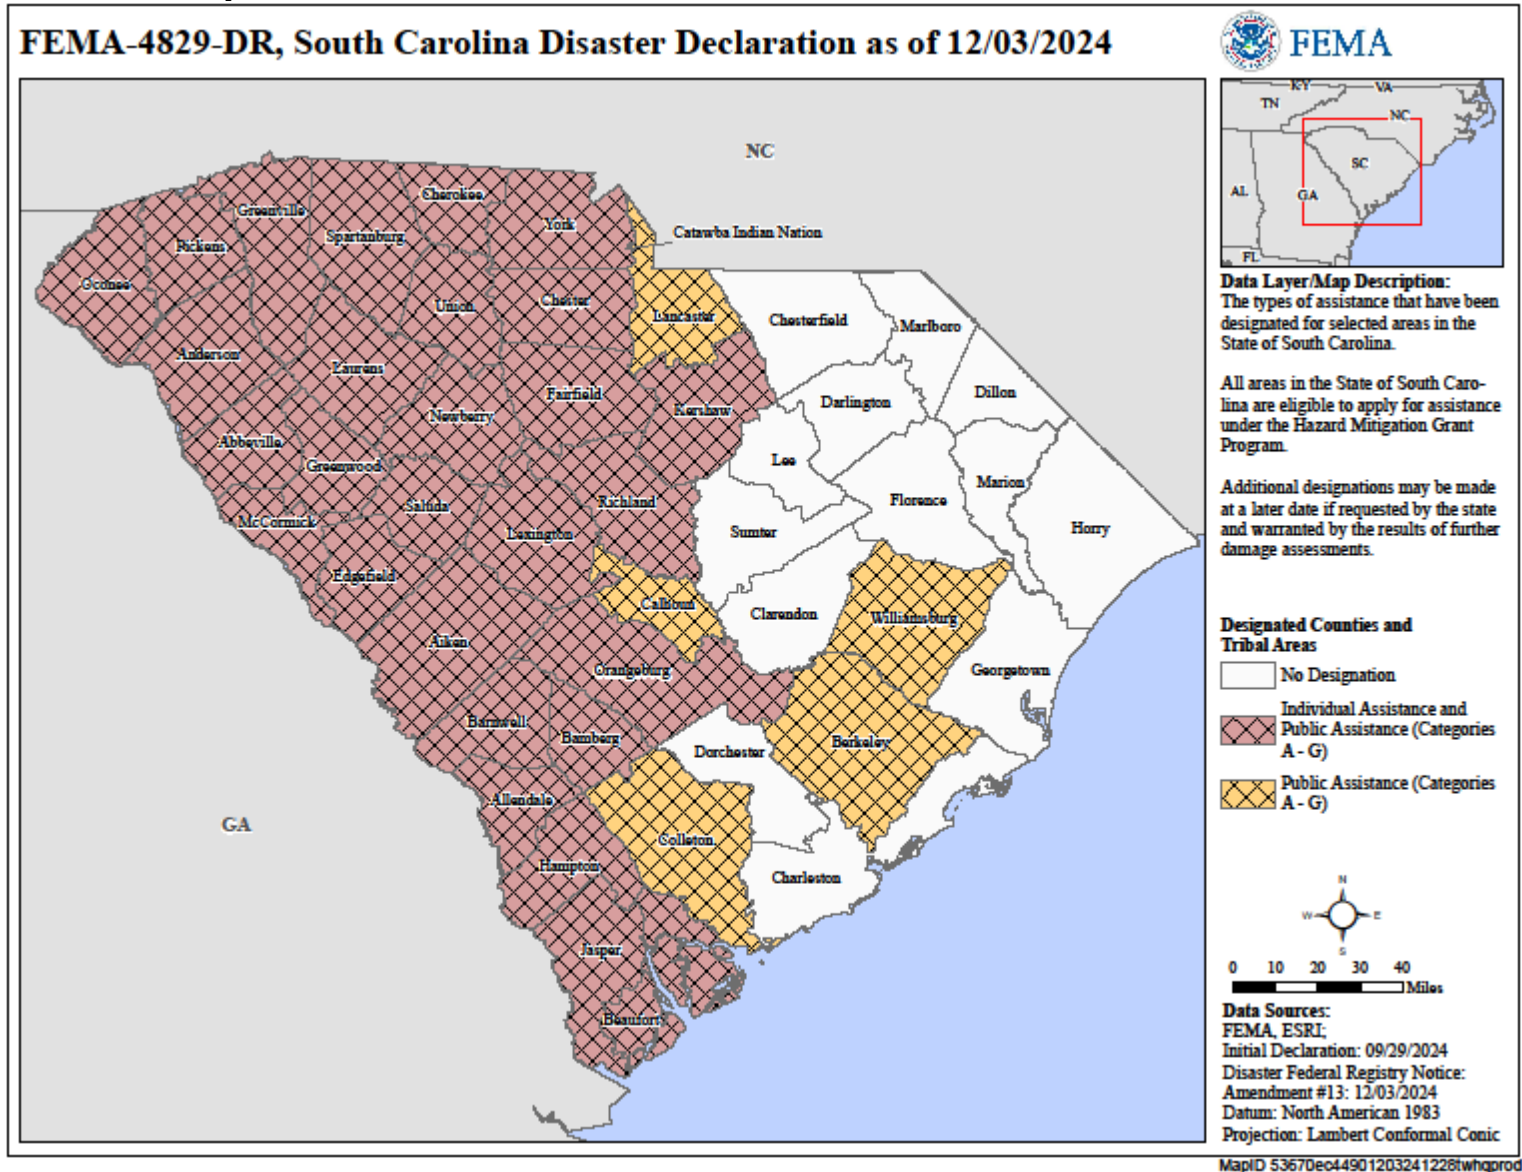 FEMA-4829-DR, South Carolina Disaster Declaration as of 12/03/2024
FEMA
KY
VA
TN
NC
SC
AL
GA
FL
NC
GA
Cherokee
Greenville
York
Spartanburg
Pickens
Catawba Indian Nation
Oconee
Union
Chester
Lancaster
Chesterfield
Marlboro
Anderson
Laurens
Fairfield
Dillon
Darlington
Kershaw
Newberry
Abbeville
Greenwood
Lee
Marion
Saluda
Richland
Florence
McCormick
Lexington
Sumter
Horry
Edgefield
Calhoun
Clarendon
Williamsburg
Aiken
Orangeburg
Georgetown
Barnwell
Bamberg
Dorchester
Berkeley
Allendale
Colleton
Hampton
Charleston
Jasper
Beaufort
Data Layer/Map Description:
The types of assistance that have been
designated for selected areas in the
State of South Carolina.
All areas in the State of South Caro-
lina are eligible to apply for assistance
under the Hazard Mitigation Grant
Program.
Additional designations may be made
at a later date if requested by the state
and warranted by the results of further
damage assessments.
Designated Counties and
Tribal Areas
No Designation
Individual Assistance and
Public Assistance (Categories
A - G)
Public Assistance (Categories
A - G)
N
W
E
S
0 10 20 30 40
Miles
Data Sources:
FEMA, ESRI;
Initial Declaration: 09/29/2024
Disaster Federal Registry Notice:
Amendment #13: 12/03/2024
Datum: North American 1983
Projection: Lambert Conformal Conic
MapID 53670ec44901203241228fwhqprod